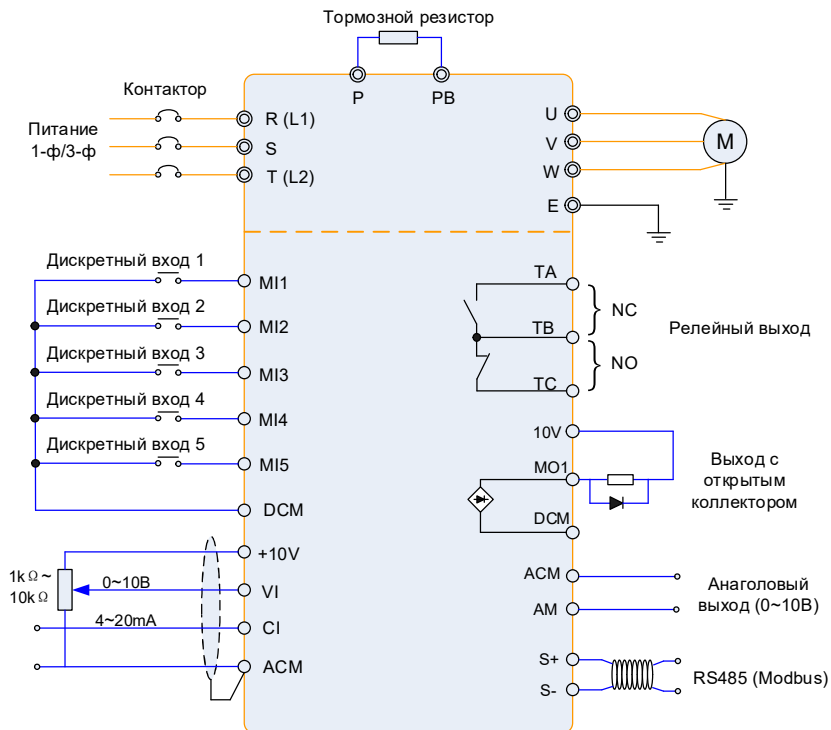 Тормозной резистор
P
PB
Контактор
Питание
1-ф/3-ф
R (L1)
S
T (L2)
U
V
W
E
M
Дискретный вход 1
MI1
Дискретный вход 2
MI2
Дискретный вход 3
MI3
Дискретный вход 4
MI4
Дискретный вход 5
MI5
DCM
+10V
1kΩ~
10kΩ
0~10В
VI
4~20mA
CI
ACM
TA
NC
TB
Релейный выход
NO
TC
10V
MO1
Выход с
открытым
коллектором
DCM
ACM
AM
Анаголовый
выход (0~10В)
S+
S-
RS485 (Modbus)